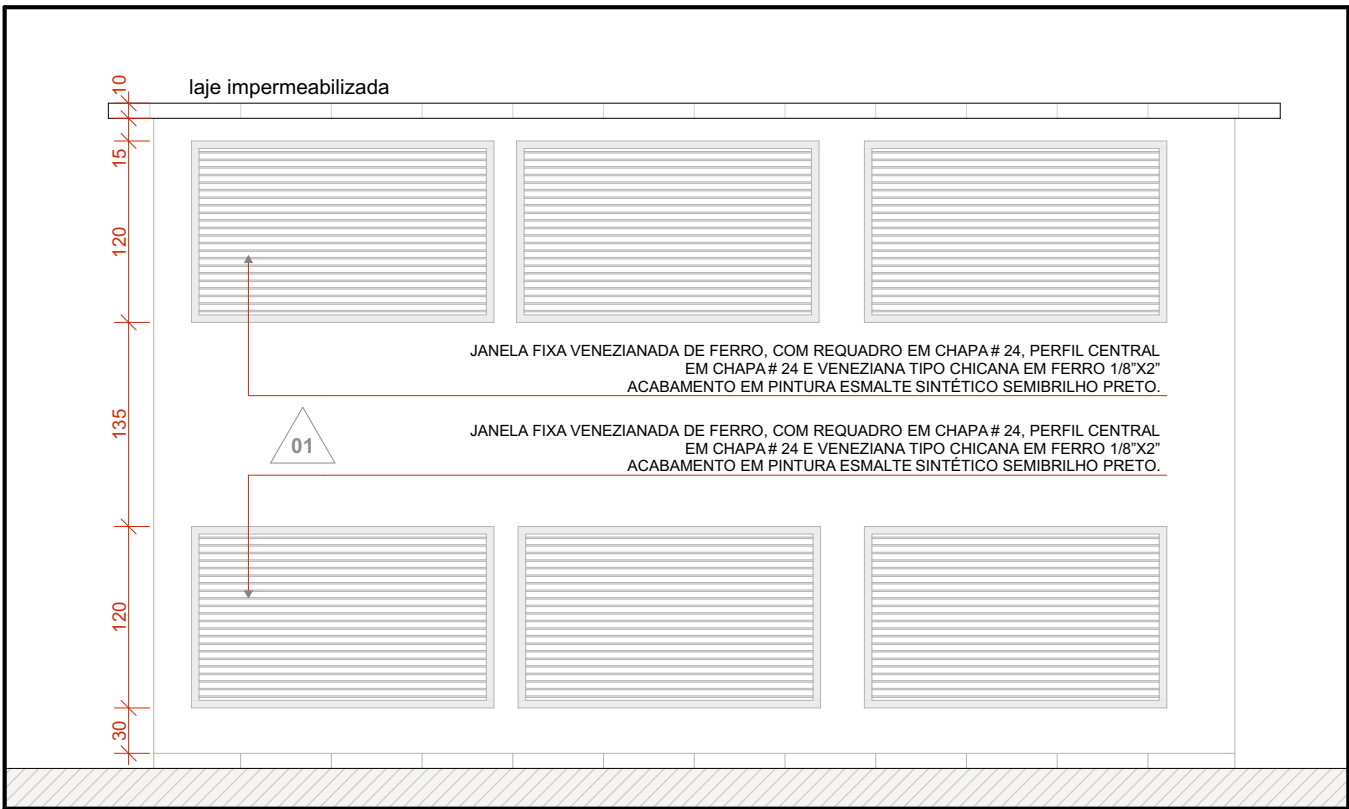 10
laje impermeabilizada
15
120
JANELA FIXA VENEZIANADA DE FERRO, COM REQUADRO EM CHAPA # 24, PERFIL CENTRAL
EM CHAPA # 24 E VENEZIANA TIPO CHICANA EM FERRO 1/8”X2”
ACABAMENTO EM PINTURA ESMALTE SINTÉTICO SEMIBRILHO PRETO.
135
01
JANELA FIXA VENEZIANADA DE FERRO, COM REQUADRO EM CHAPA # 24, PERFIL CENTRAL
EM CHAPA # 24 E VENEZIANA TIPO CHICANA EM FERRO 1/8”X2”
ACABAMENTO EM PINTURA ESMALTE SINTÉTICO SEMIBRILHO PRETO.
120
30